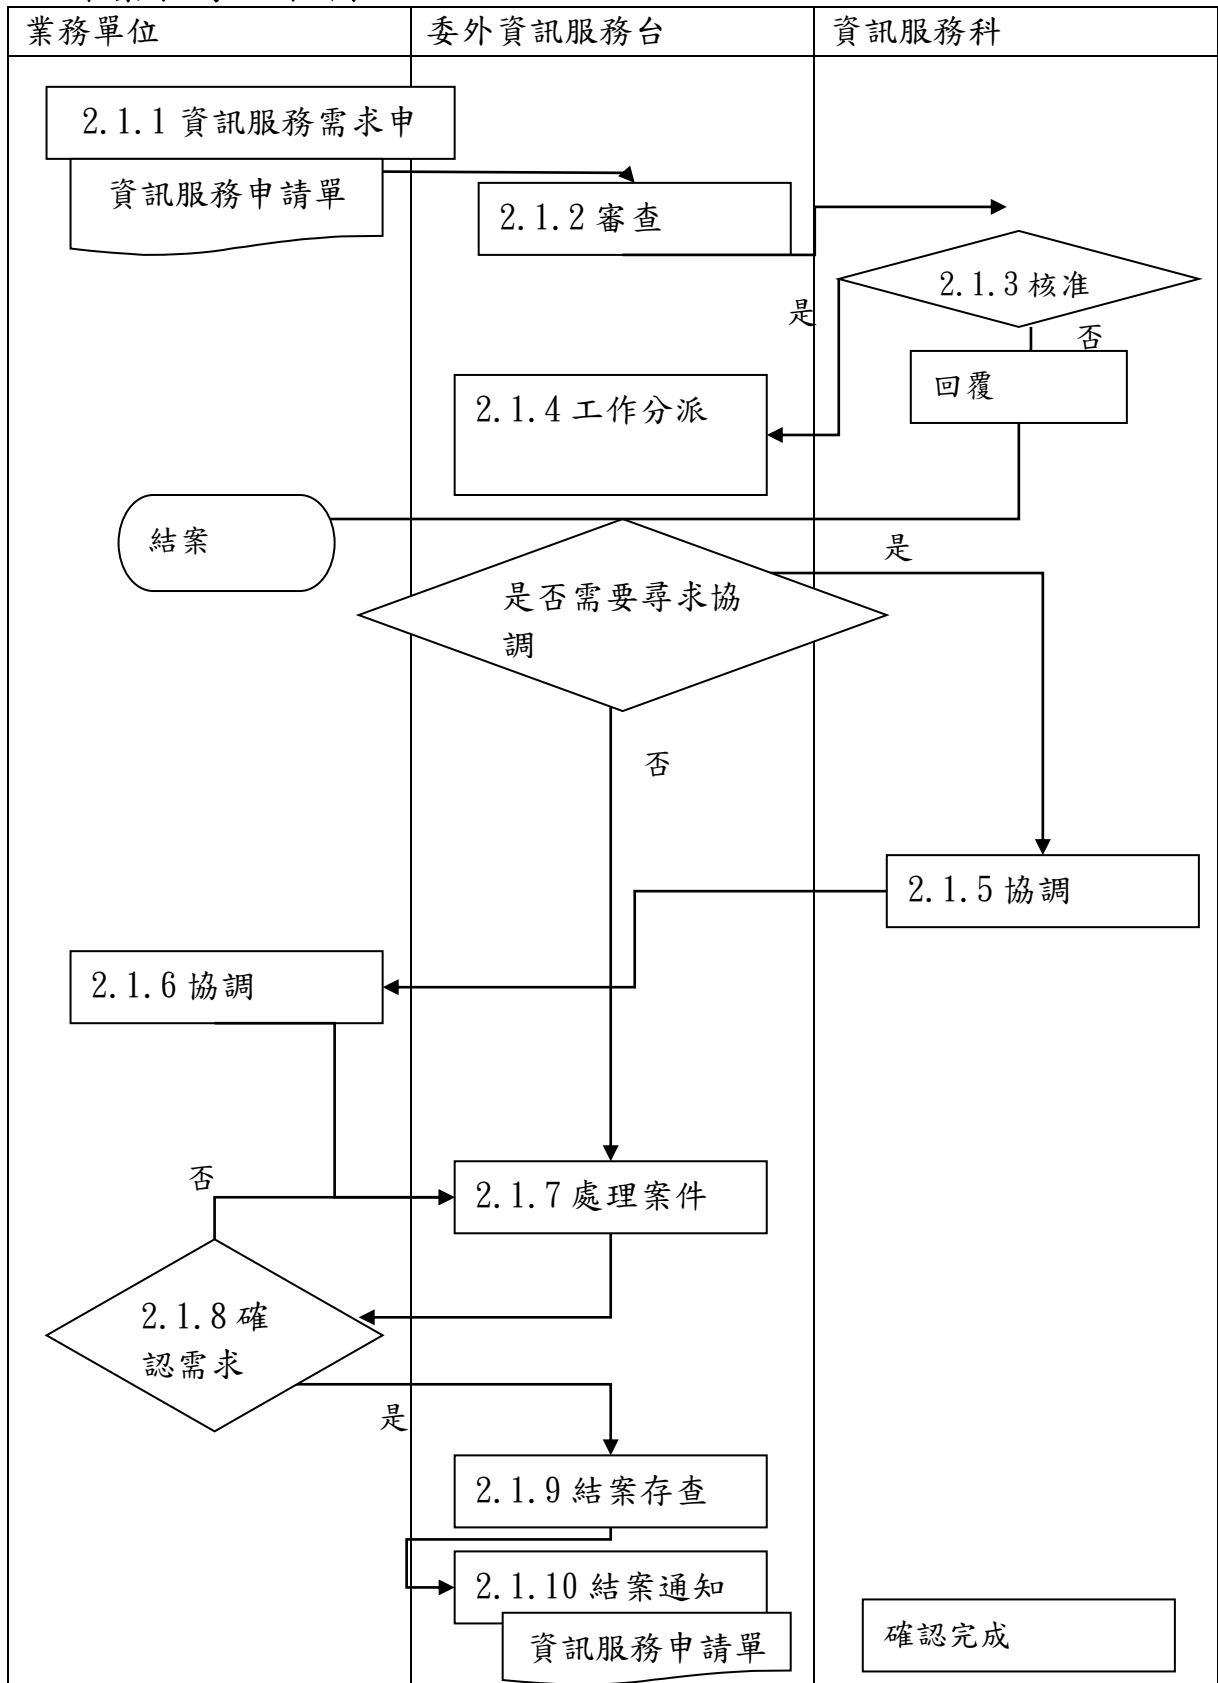 業務單位
委外資訊服務台
資訊服務科
2.1.1資訊服務需求申
資訊服務申請單
2.1.2審查
2.1.3核准
是
否
回覆
2.1.4工作分派
結案
是
是否需要尋求協
調
否
2.1.5協調
2.1.6協調
否
2.1.7處理案件
2.1.8確
認需求
是
2.1.9結案存查
2.1.10結案通知
資訊服務申請單
確認完成